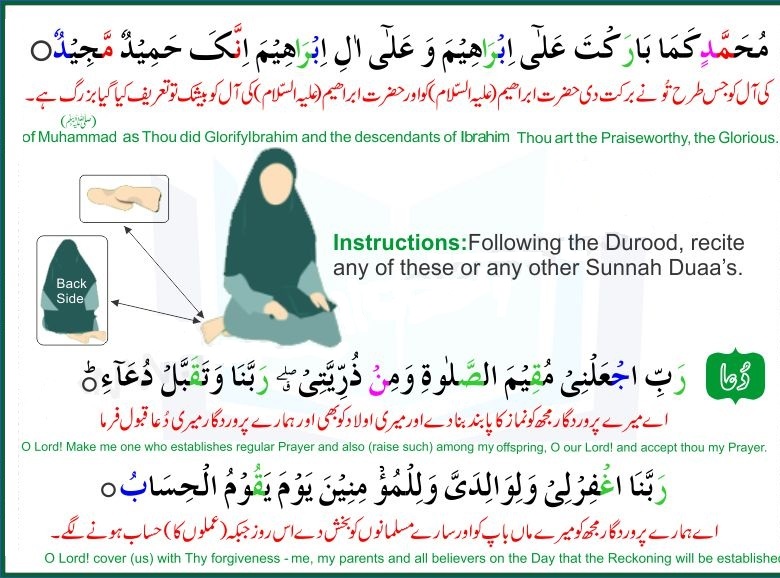 مُحَمَّدٍ كَمَا بَارَكْتَ عَلٰٓى اِبْرَاهِيْمَ وَ عَلٰٓى اٰلِ اِبْرَاهِيْمَ اِنَّکَ حَمِيْدٌ مَّجِيْدٌ ○
کی آل کو جس طرح تُو نے برکت دی حضرت ابراھیم (علیہ السّلام) کو اور حضرت ابراھیم (علیہ السّلام) کی آل کو بیشک تو تعریف کیا گیا بزرگ ہے۔
(ﷺ)
of Muhammad as Thou did GlorifyIbrahim and the descendants of Ibrahim Thou art the Praiseworthy, the Glorious.
Instructions:Following the Durood, recite
any of these or any other Sunnah Duaa’s.
Back
Side
دُعا
رَبِّ اجْعَلْنِیْ مُقِيْمَ الصَّلٰوةِ وَمِنْ ذُرِّيَّتِیْ ۖ رَبَّنَا وَتَقَبَّلْ دُعَآءِ ○ؕ
اے میرے پروردگار مجھ کو نماز کا پابند بنا دے اور میری اولاد کو بھی اور ہمارے پروردگار میری دُعا قبول فرما
O Lord! Make me one who establishes regular Prayer and also (raise such) among my offspring, O our Lord! and accept thou my Prayer.
رَبَّنَا اغْفِرْلِیْ وَلِوَالِدَیَّ وَلِلْمُؤْمِنِيْنَ يَوْمَ يَقُوْمُ الْحِسَابُ ○
اے ہمارے پروردگار مجھ کو میرے ماں باپ کو اور سارے مسلمانوں کو بخش دے اس روز جبکہ (عملوں کا) حساب ہونے لگے۔
O Lord! cover (us) with Thy forgiveness - me, my parents and all believers on the Day that the Reckoning will be establishe